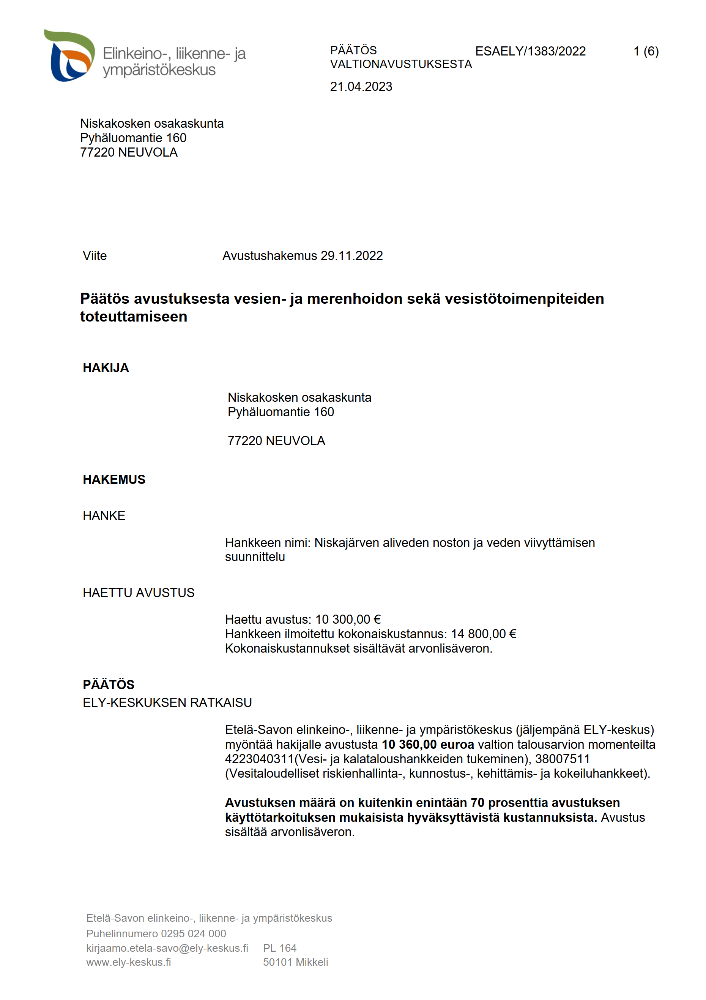 Elinkeino-, liikenne- ja
ympäristökeskus
PÄÄTÖS
VALTIONAVUSTUKSESTA
ESAELY/1383/2022
1 (6)
21.04.2023
Niskakosken osakaskunta
Pyhäluomantie 160
77220 NEUVOLA
Viite Avustushakemus 29.11.2022
Päätös avustuksesta vesien- ja merenhoidon sekä vesistötoimenpiteiden
toteuttamiseen
HAKIJA
Niskakosken osakaskunta
Pyhäluomantie 160
77220 NEUVOLA
HAKEMUS
HANKE
Hankkeen nimi: Niskajärven aliveden noston ja veden viivyttämisen
suunnittelu
HAETTU AVUSTUS
Haettu avustus: 10 300,00 €
Hankkeen ilmoitettu kokonaiskustannus: 14 800,00 €
Kokonaiskustannukset sisältävät arvonlisäveron.
PÄÄTÖS
ELY-KESKUKSEN RATKAISU
Etelä-Savon elinkeino-, liikenne- ja ympäristökeskus (jäljempänä ELY-keskus)
myöntää hakijalle avustusta 10 360,00 euroa valtion talousarvion momenteilta
4223040311(Vesi- ja kalataloushankkeiden tukeminen), 38007511
(Vesitaloudelliset riskienhallinta-, kunnostus-, kehittämis- ja kokeiluhankkeet).
Avustuksen määrä on kuitenkin enintään 70 prosenttia avustuksen
käyttötarkoituksen mukaisista hyväksyttävistä kustannuksista. Avustus
sisältää arvonlisäveron.
Etelä-Savon elinkeino-, liikenne- ja ympäristökeskus
Puhelinnumero 0295 024 000
kirjaamo.etela-savo@ely-keskus.fi PL 164
www.ely-keskus.fi 50101 Mikkeli